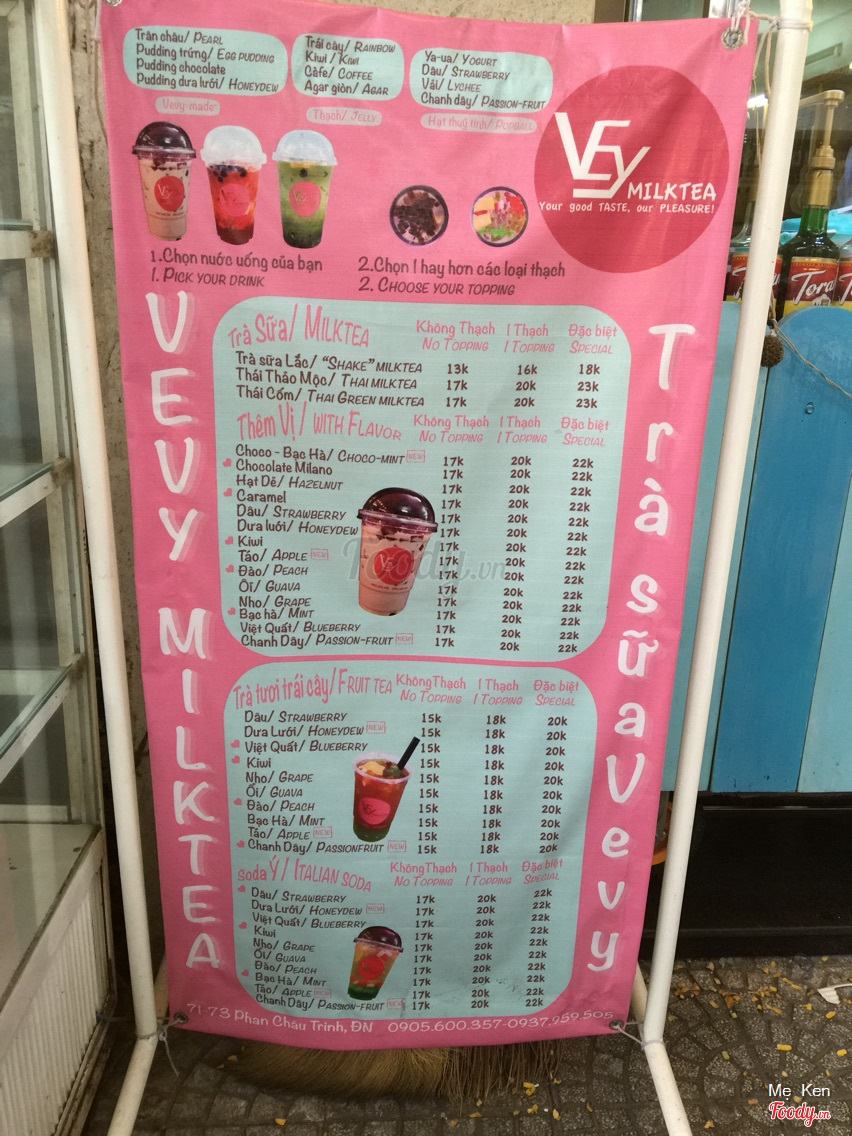 Trân châu/ PEARL
Pudding trứng/ EGG PUDDING
Pudding chocolate
Pudding dưa lưới/ HONEYDEW
Vevy-made
Trái cây/ RAINBOW
Kiwi / KIWI
Càfe/ COFFEE
Agar giòn/ AGAR
Thạch/ JELLY
Ya-ua/ YOGURT
Dâu/ STRAWBERRY
Vải/ LYCHEE
Chanh dây/ PASSION-FRUIT
Hạt thuỷ tinh/ POPBALL
VEy MILKTEA
Your good TASTE, our PLEASURE!
1.Chọn nước uống của bạn
1. PICK YOUR DRINK
2.Chọn 1 hay hơn các loại thạch
2. CHOOSE YOUR TOPPING
VEVY MILKTEA
Trà sữa Vevy
Trà Sữa/ MILKTEA Không Thạch 1 Thạch Đặc biệt
NO TOPPING 1 TOPPING SPECIAL
Trà sữa Lắc/ "SHAKE" MILKTEA 13k 16k 18k
Thái Thảo Mộc/ THAI MILKTEA 17k 20k 23k
Thái Cốm/ THAI GREEN MILKTEA 17k 20k 23k
Thêm Vị/ WITH FLAVOR Không Thạch 1 Thạch Đặc biệt
NO TOPPING 1 TOPPING SPECIAL
Choco - Bạc Hà/ CHOCO-MINT NEW 17k 20k 22k
Chocolate Milano 17k 20k 22k
Hạt Dẻ/ HAZELNUT 17k 20k 22k
Caramel 17k 20k 22k
Dâu/ STRAWBERRY 17k 20k 22k
Dưa lưới/ HONEYDEW 17k 20k 22k
Kiwi 17k 20k 22k
Táo/ APPLE NEW 17k 20k 22k
Đào/ PEACH 17k 20k 22k
Ổi/ GUAVA 17k 20k 22k
Nho/ GRAPE 17k 20k 22k
Bạc hà/ MINT 17k 20k 22k
Việt Quất/ BLUEBERRY 17k 20k 22k
Chanh Dây/ PASSION-FRUIT NEW 17k 20k 22k
Foody.vn
Trà tươi trái cây/ FRUIT TEA Không Thạch 1 Thạch Đặc biệt
NO TOPPING 1 TOPPING SPECIAL
Dâu/ STRAWBERRY 15k 18k 20k
Dưa Lưới/ HONEYDEW NEW 15k 18k 20k
Việt Quất/ BLUEBERRY 15k 18k 20k
Kiwi 15k 18k 20k
Nho/ GRAPE 15k 18k 20k
Ổi/ GUAVA 15k 18k 20k
Đào/ PEACH 15k 18k 20k
Bạc Hà/ MINT 15k 18k 20k
Táo/ APPLE NEW 15k 18k 20k
Chanh Dây/ PASSIONFRUIT NEW 15k 18k 20k
soda Ý/ ITALIAN SODA Không Thạch 1 Thạch Đặc biệt
NO TOPPING 1 TOPPING SPECIAL
Dâu/ STRAWBERRY 17k 20k 22k
Dưa Lưới/ HONEYDEW NEW 17k 20k 22k
Việt Quất/ BLUEBERRY 17k 20k 22k
Kiwi 17k 20k 22k
Nho/ GRAPE 17k 20k 22k
Ổi/ GUAVA 17k 20k 22k
Đào/ PEACH 17k 20k 22k
Bạc Hà/ MINT 17k 20k 22k
Táo/ APPLE NEW 17k 20k 22k
Chanh Dây/ PASSION-FRUIT NEW 17k 20k 22k
71-73 Phan Châu Trinh, ĐN 0905.600.357-0937.959.505
Me Ken
Foody.vn